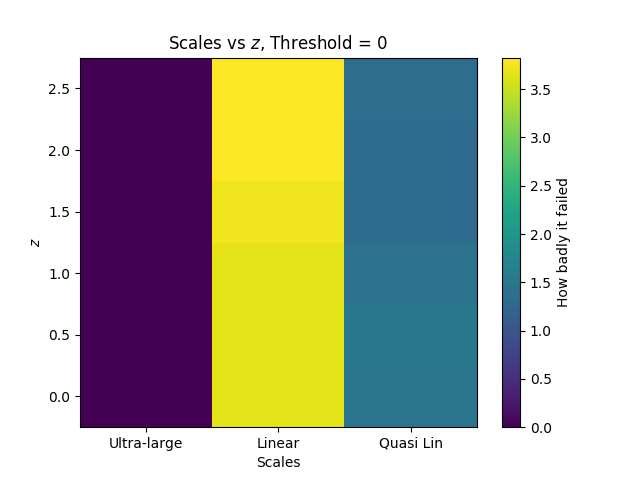 Scales vs z, Threshold = 0
2.5
2.0
1.5
1.0
0.5
0.0
z
Ultra-large
Linear
Quasi Lin
Scales
3.5
3.0
2.5
2.0
1.5
1.0
0.5
0.0
How badly it failed